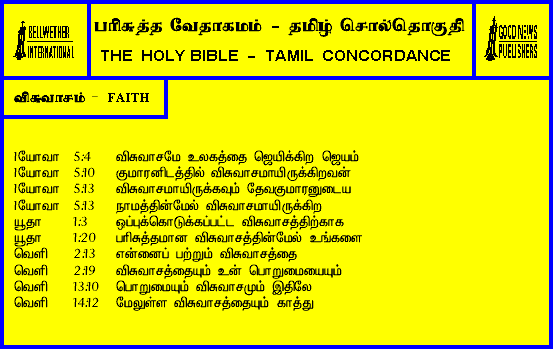 BELLWETHER
INTERNATIONAL
பரிசுத்த வேதாகமம் - தமிழ் சொல்தொகுதி
THE HOLY BIBLE - TAMIL CONCORDANCE
GOOD NEWS
PUBLISHERS
விசுவாசம் - FAITH
1யோவா 5:4 விசுவாசமே உலகத்தை ஜெயிக்கிற ஜெயம்
1யோவா 5:10 குமாரனிடத்தில் விசுவாசமாயிருக்கிறவன்
1யோவா 5:13 விசுவாசமாயிருக்கவும் தேவகுமாரனுடைய
1யோவா 5:13 நாமத்தின்மேல் விசுவாசமாயிருக்கிற
யூதா 1:3 ஒப்புக்கொடுக்கப்பட்ட விசுவாசத்திற்காக
யூதா 1:20 பரிசுத்தமான விசுவாசத்தின்மேல் உங்களை
வெளி 2:13 என்னைப் பற்றும் விசுவாசத்தை
வெளி 2:19 விசுவாசத்தையும் உன் பொறுமையையும்
வெளி 13:10 பொறுமையும் விசுவாசமும் இதிலே
வெளி 14:12 மேலுள்ள விசுவாசத்தையும் காத்து